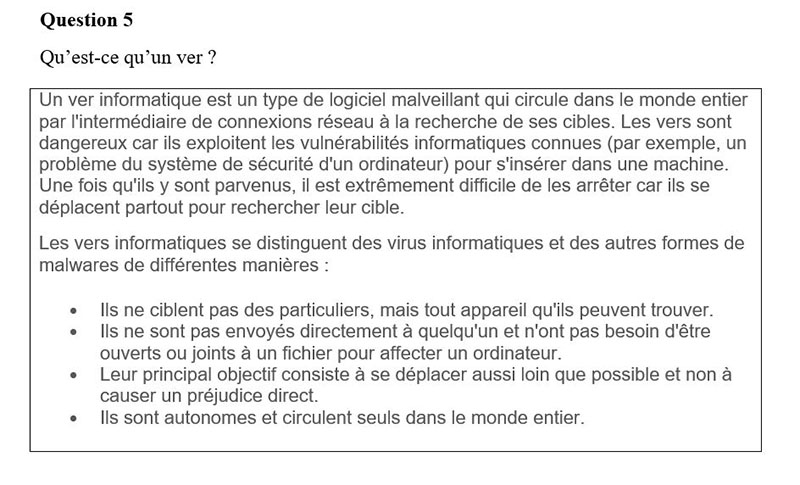 Question 5
Qu'est-ce qu'un ver ?
Un ver informatique est un type de logiciel malveillant qui circule dans le monde entier
par l'intermédiaire de connexions réseau à la recherche de ses cibles. Les vers sont
dangereux car ils exploitent les vulnérabilités informatiques connues (par exemple, un
problème du système de sécurité d'un ordinateur) pour s'insérer dans une machine.
Une fois qu'ils y sont parvenus, il est extrêmement difficile de les arrêter car ils se
déplacent partout pour rechercher leur cible.
Les vers informatiques se distinguent des virus informatiques et des autres formes de
malwares de différentes manières :
• Ils ne ciblent pas des particuliers, mais tout appareil qu'ils peuvent trouver.
• Ils ne sont pas envoyés directement à quelqu'un et n'ont pas besoin d'être
ouverts ou joints à un fichier pour affecter un ordinateur.
• Leur principal objectif consiste à se déplacer aussi loin que possible et non à
causer un préjudice direct.
• Ils sont autonomes et circulent seuls dans le monde entier.